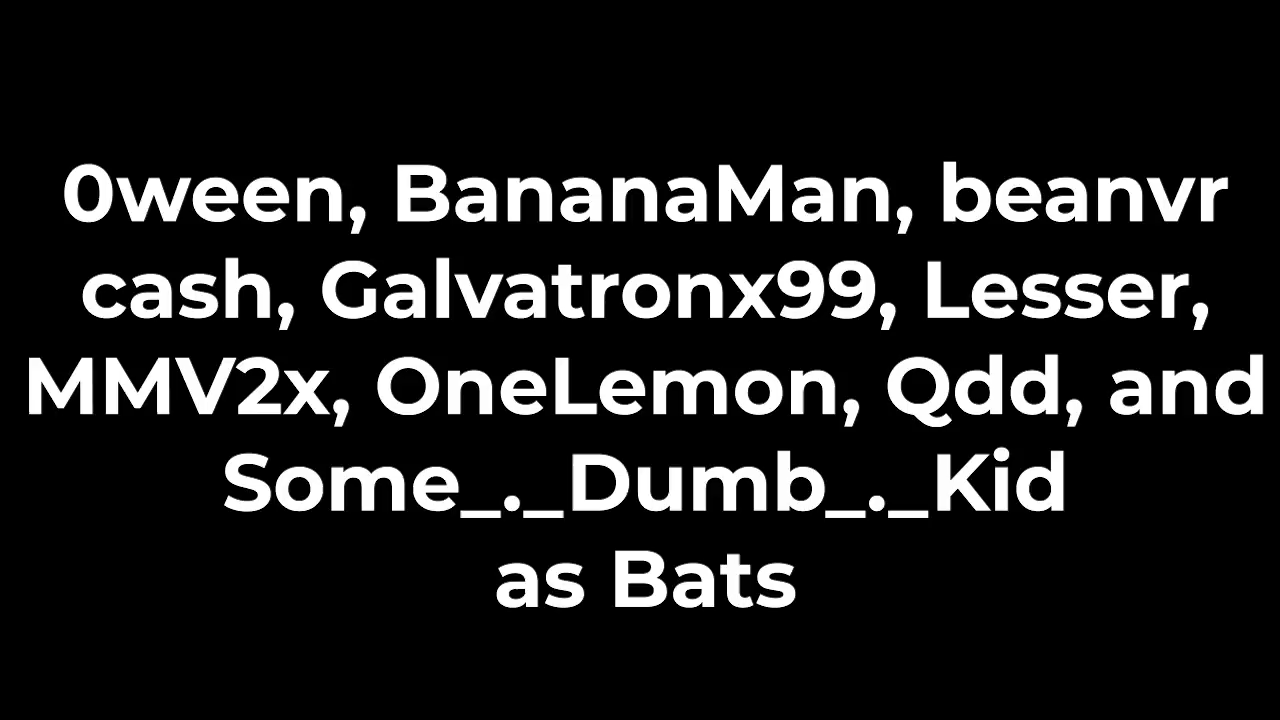 0ween, BananaMan, beanvr
cash, Galvatronx99, Lesser,
MMV2x, OneLemon, Qdd, and
Some_._Dumb_._Kid
as Bats